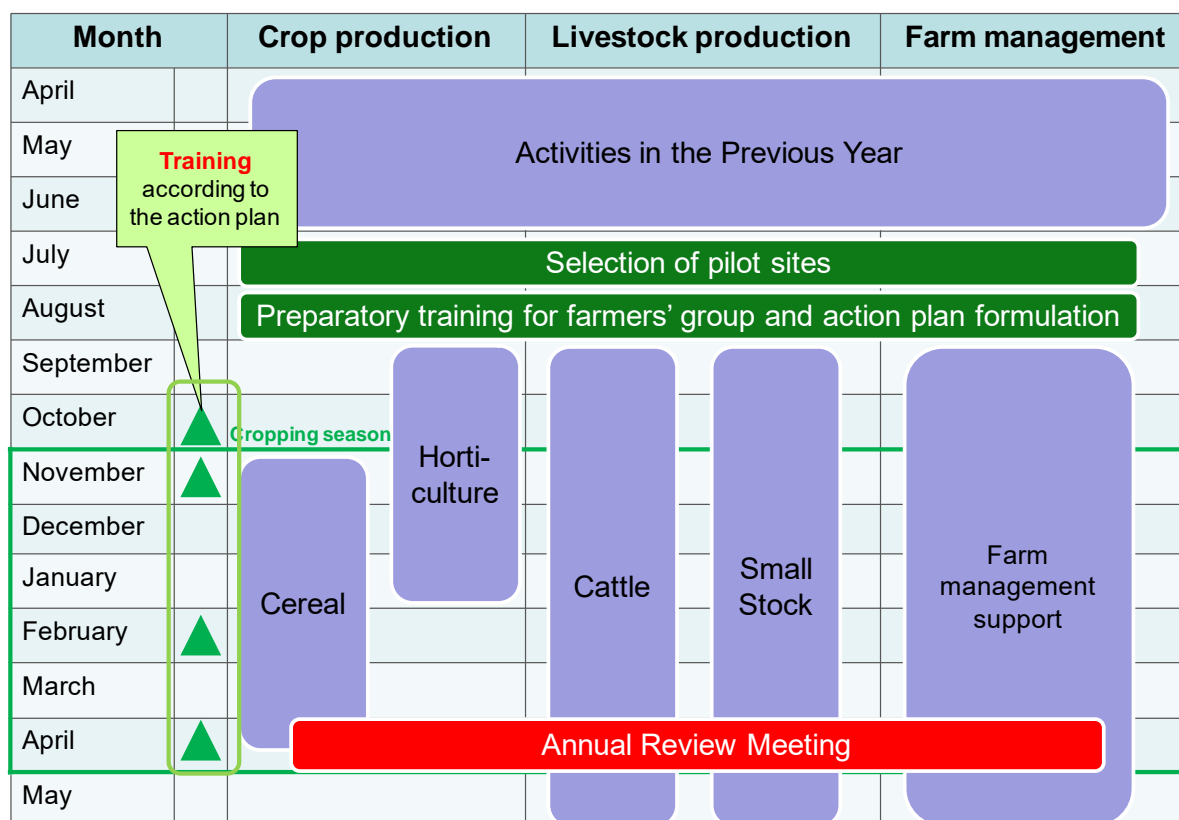 Month
Crop production
Livestock production
Farm management
April
May
June
July
August
September
October
November
December
January
February
March
April
May
Training
according to
the action plan
Activities in the Previous Year
Selection of pilot sites
Preparatory training for farmers’ group and action plan formulation
Cropping season
Horti-
culture
Cereal
Cattle
Small
Stock
Farm
management
support
Annual Review Meeting